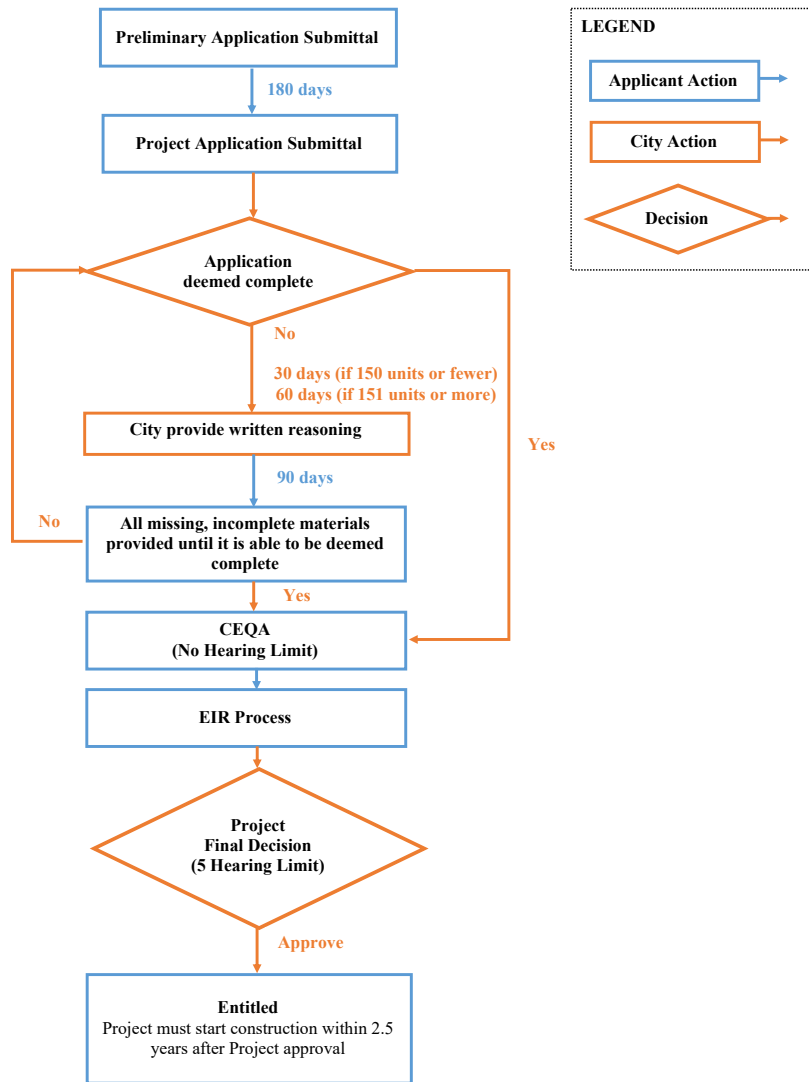 Preliminary Application Submittal
180 days
Project Application Submittal
Application
deemed complete
No
30 days (if 150 units or fewer)
60 days (if 151 units or more)
City provide written reasoning
Yes
90 days
No
All missing, incomplete materials
provided until it is able to be deemed
complete
Yes
CEQA
(No Hearing Limit)
EIR Process
Project
Final Decision
(5 Hearing Limit)
Approve
Entitled
Project must start construction within 2.5
years after Project approval
LEGEND
Applicant Action
City Action
Decision